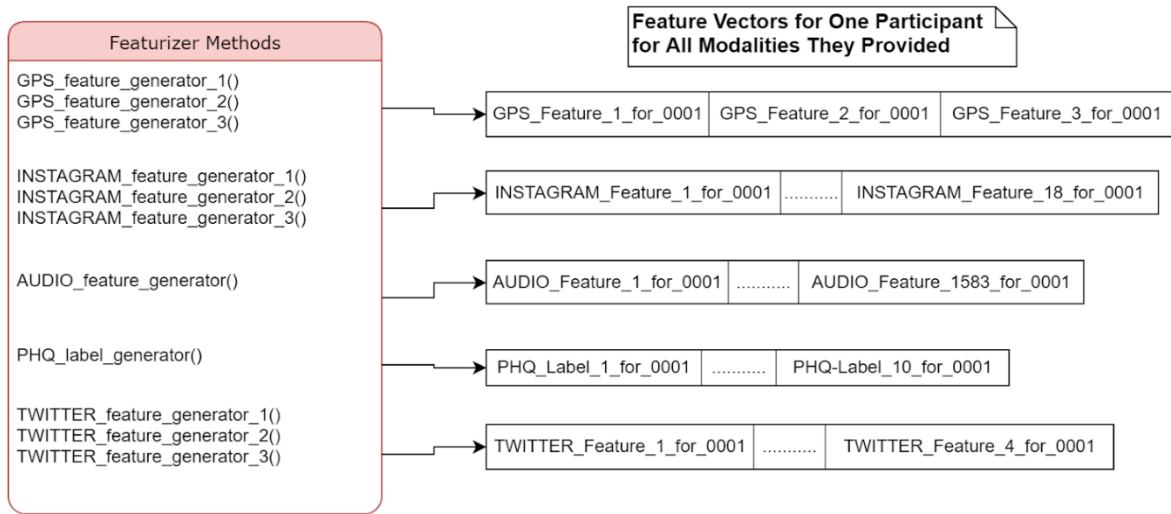 Featurizer Methods
GPS_feature_generator_1()
GPS_feature_generator_2()
GPS_feature_generator_3()
INSTAGRAM_feature_generator_1()
INSTAGRAM_feature_generator_2()
INSTAGRAM_feature_generator_3()
AUDIO_feature_generator()
PHQ_label_generator()
TWITTER_feature_generator_1()
TWITTER_feature_generator_2()
TWITTER_feature_generator_3()
Feature Vectors for One Participant
for All Modalities They Provided
GPS_Feature_1_for_0001 GPS_Feature_2_for_0001 GPS_Feature_3_for_0001
INSTAGRAM_Feature_1_for_0001 ........... INSTAGRAM_Feature_18_for_0001
AUDIO_Feature_1_for_0001 ........... AUDIO_Feature_1583_for_0001
PHQ_Label_1_for_0001 ........... PHQ-Label_10_for_0001
TWITTER_Feature_1_for_0001 ........... TWITTER_Feature_4_for_0001